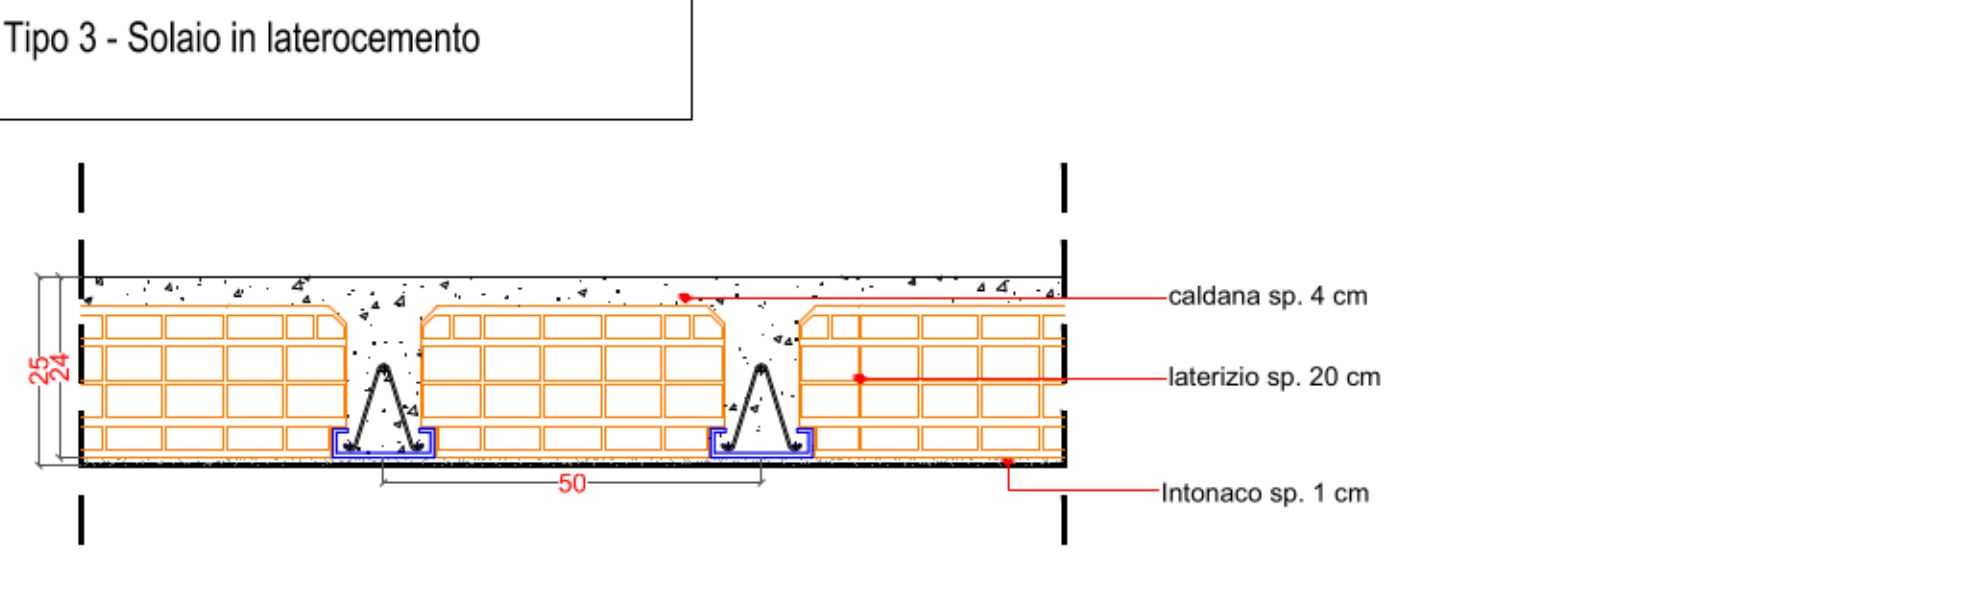 Tipo 3 - Solaio in laterocemento
caldana sp. 4 cm
25
24
laterizio sp. 20 cm
50
Intonaco sp. 1 cm